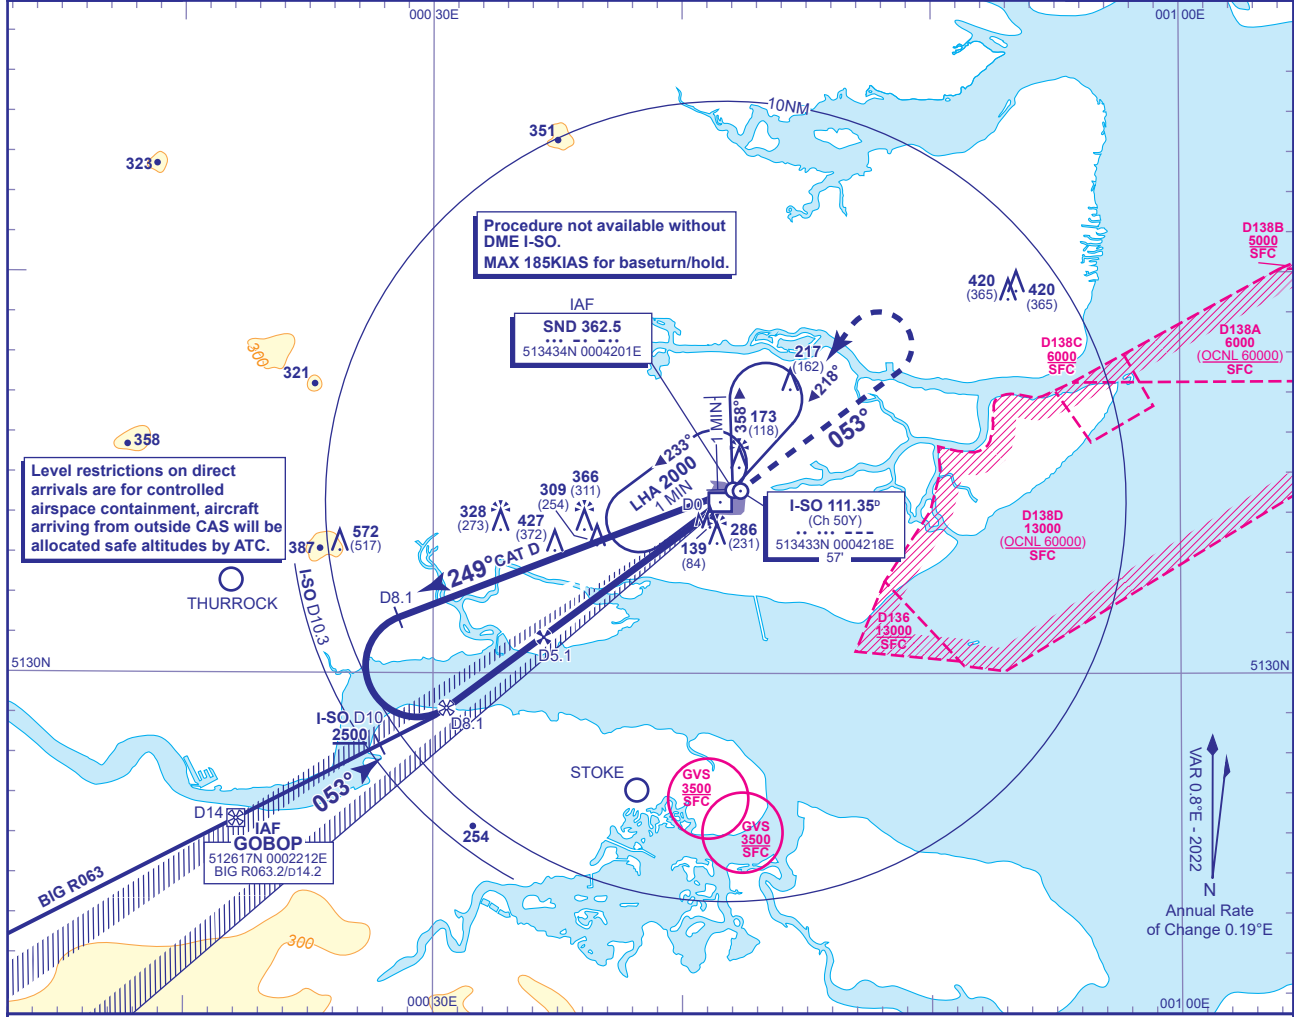 000 30E
001 00E
10NM
351
323
Procedure not available without
DME I-SO.
MAX 185KIAS for baseturn/hold.
D138B
5000
SFC
420
(365)
420
(365)
IAF
SND 362.5
513434N 0004201E
D138A
6000
(OCNL 60000)
SFC
D138C
6000
SFC
300
321
217
(162)
218°
358°
1 MIN
173
(118)
053°
358
233°
LHA 2000
1 MIN
Level restrictions on direct
arrivals are for controlled
airspace containment, aircraft
arriving from outside CAS will be
allocated safe altitudes by ATC.
366
(311)
309
(254)
328
(273)
427
(372)
D0
I-SO 111.35D
(Ch 50Y)
513433N 0004218E
57'
D138D
13000
(OCNL 60000)
SFC
572
(517)
387
286
(231)
139
(84)
249°
CAT D
THURROCK
I-SO D10.3
D8.1
D136
13000
SFC
D5.1
5130N
5130N
I-SO D10
2500
D8.1
053°
STOKE
GVS
3500
SFC
GVS
3500
SFC
VAR 0.8°E - 2022
N
Annual Rate
of Change 0.19°E
D14
IAF
GOBOP
512617N 0002212E
BIG R063.2/D14.2
254
BIG R063
300
000 30E
001 00E